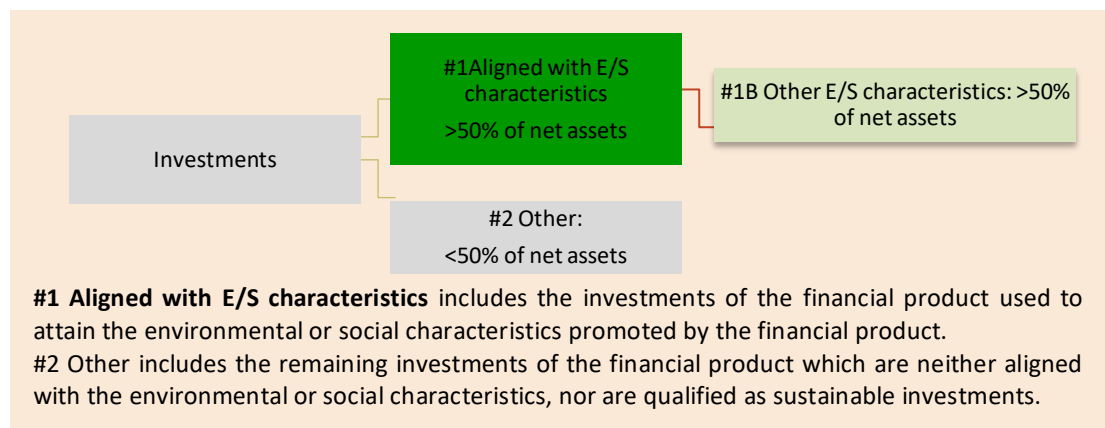 #1Aligned with E/S
characteristics
>50% of net assets
#1B Other E/S characteristics: >50%
of net assets
Investments
#2 Other:
<50% of net assets
#1 Aligned with E/S characteristics includes the investments of the financial product used to
attain the environmental or social characteristics promoted by the financial product.
#2 Other includes the remaining investments of the financial product which are neither aligned
with the environmental or social characteristics, nor are qualified as sustainable investments.